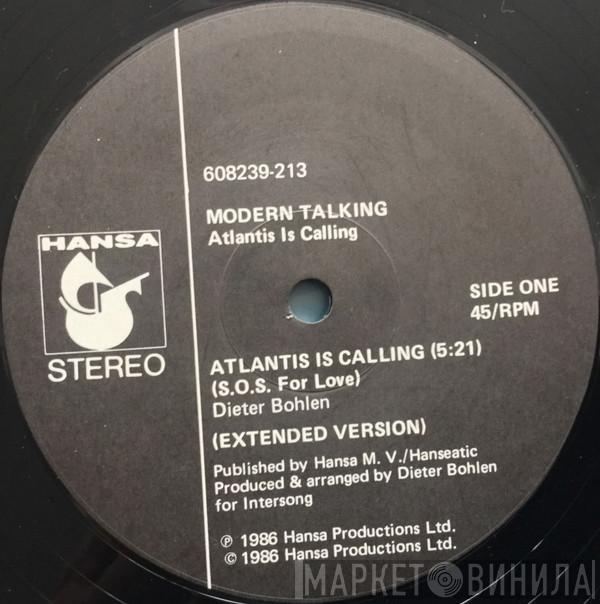 608239-213
MODERN TALKING
Atlantis Is Calling
HANSA
STEREO
SIDE ONE
45/RPM
ATLANTIS IS CALLING (5:21)
(S.O.S. For Love)
Dieter Bohlen
(EXTENDED VERSION)
Published by Hansa M. V./Hanseatic
Produced & arranged by Dieter Bohlen
for Intersong
℗ 1986 Hansa Productions Ltd.
© 1986 Hansa Productions Ltd.
МАРКЕТ ВИНИЛА